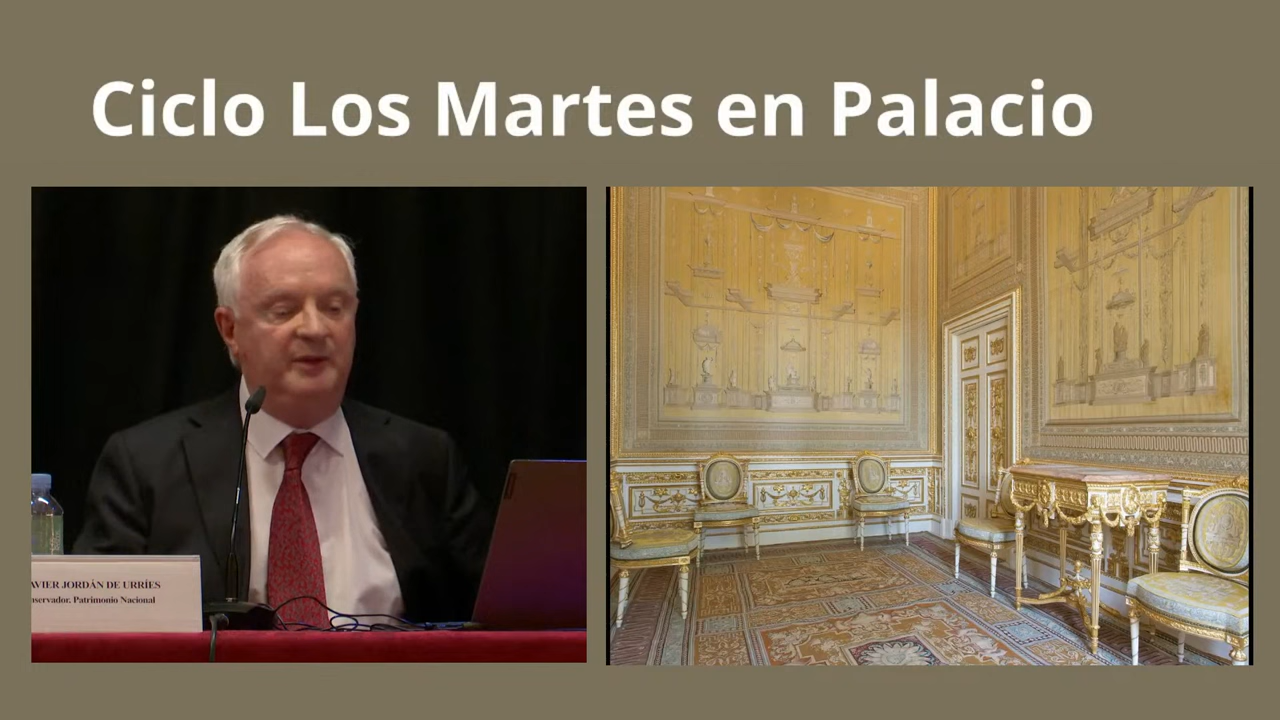 Ciclo Los Martes en Palacio
AVIER JORDÁN DE URRÍES
nservador. Patrimonio Nacional